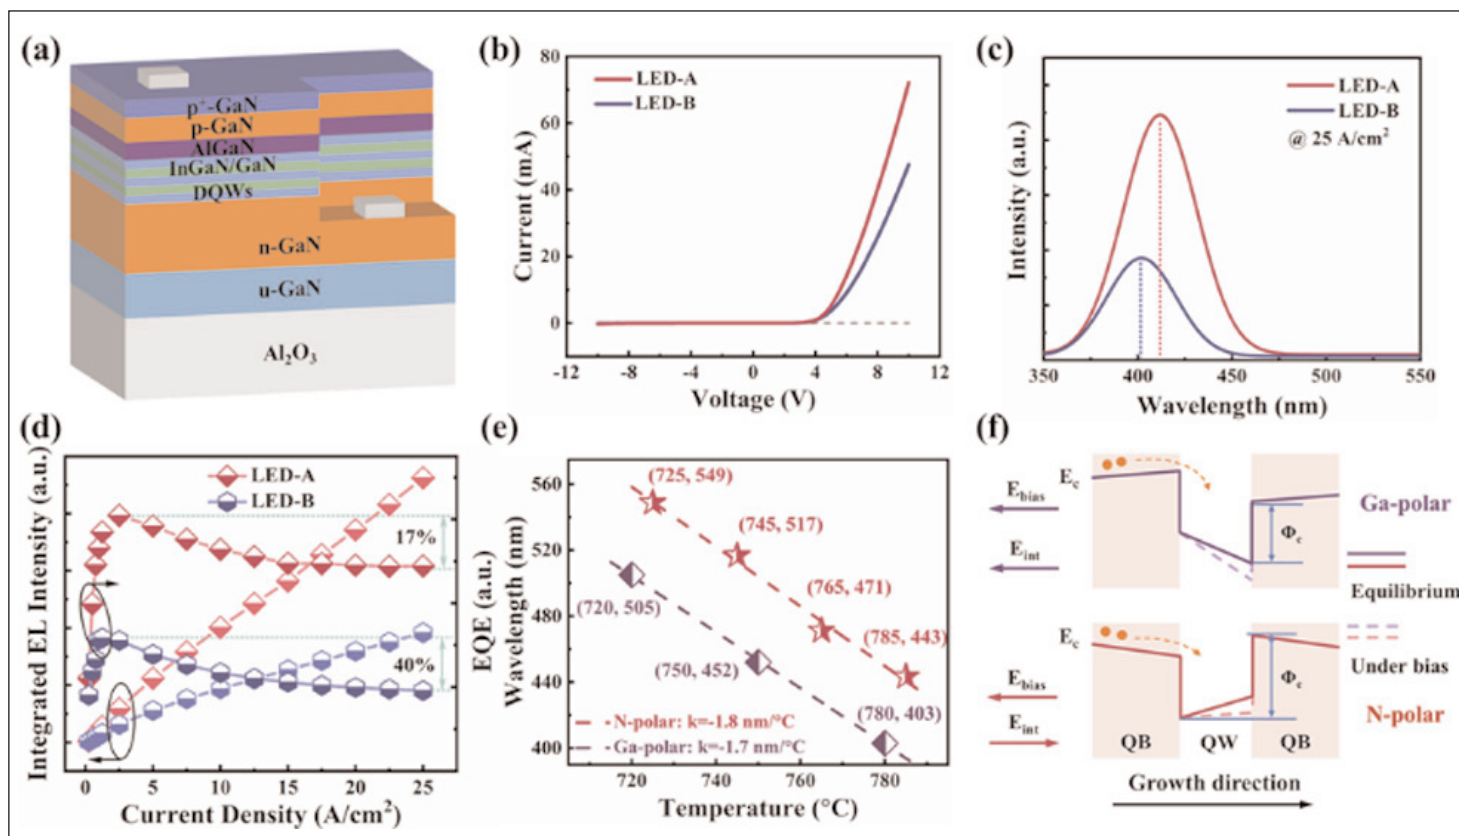 (a)
p⁺-GaN
p-GaN
AlGaN
InGaN/GaN
DQWs
n-GaN
u-GaN
Al₂O₃
(b)
80
60
40
20
0
Current (mA)
LED-A
LED-B
-12
-8
-4
0
4
8
12
Voltage (V)
(c)
Intensity (a.u.)
LED-A
LED-B
@ 25 A/cm²
350
400
450
500
550
Wavelength (nm)
(d)
Integrated EL Intensity (a.u.)
LED-A
LED-B
17%
40%
EQE (a.u.)
0
5
10
15
20
25
Current Density (A/cm²)
(e)
Wavelength (nm)
560
520
480
440
400
(725, 549)
(745, 517)
(765, 471)
(720, 505)
(785, 443)
(750, 452)
(780, 403)
N-polar: k=-1.8 nm/°C
Ga-polar: k=-1.7 nm/°C
720
740
760
780
Temperature (°C)
(f)
E_c
E_bias
E_int
Φ_c
Ga-polar
Equilibrium
Under bias
E_c
E_bias
E_int
Φ_c
N-polar
QB
QW
QB
Growth direction